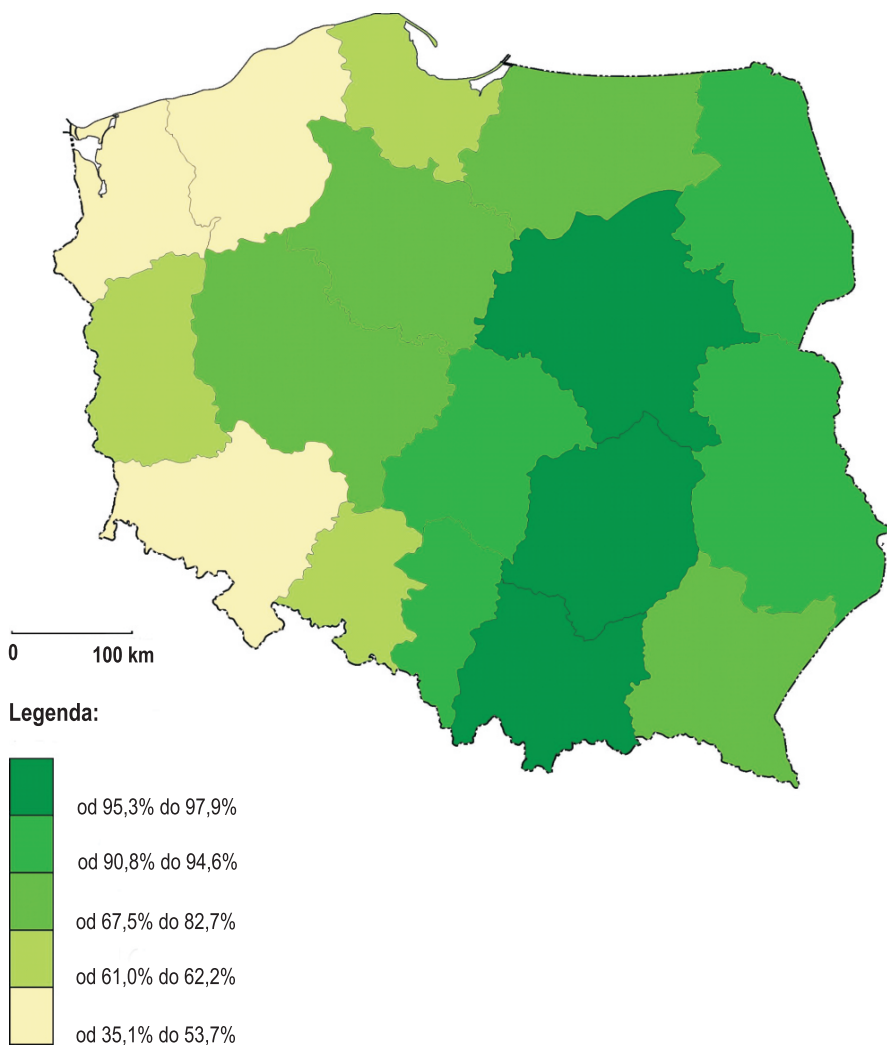 0 100 km
Legenda:
od 95,3% do 97,9%
od 90,8% do 94,6%
od 67,5% do 82,7%
od 61,0% do 62,2%
od 35,1% do 53,7%